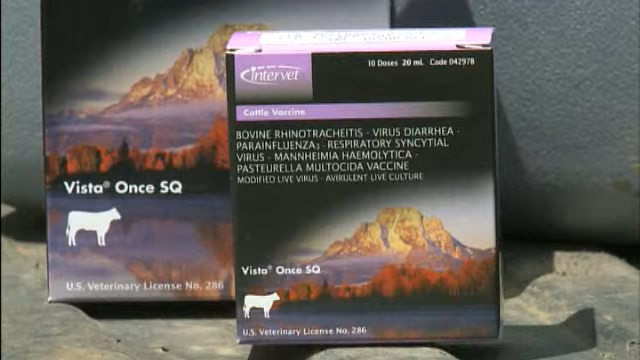 Intervet
10 Doses 20 mL Code 042978
Cattle Vaccine
BOVINE RHINOTRACHEITIS - VIRUS DIARRHEA -
PARAINFLUENZA₃ - RESPIRATORY SYNCYTIAL
VIRUS - MANNHEIMIA HAEMOLYTICA -
PASTEURELLA MULTOCIDA VACCINE
MODIFIED LIVE VIRUS - AVIRULENT LIVE CULTURE
Vista® Once SQ
U.S. Veterinary License No. 286
Vista® Once SQ
U.S. Veterinary License No. 286